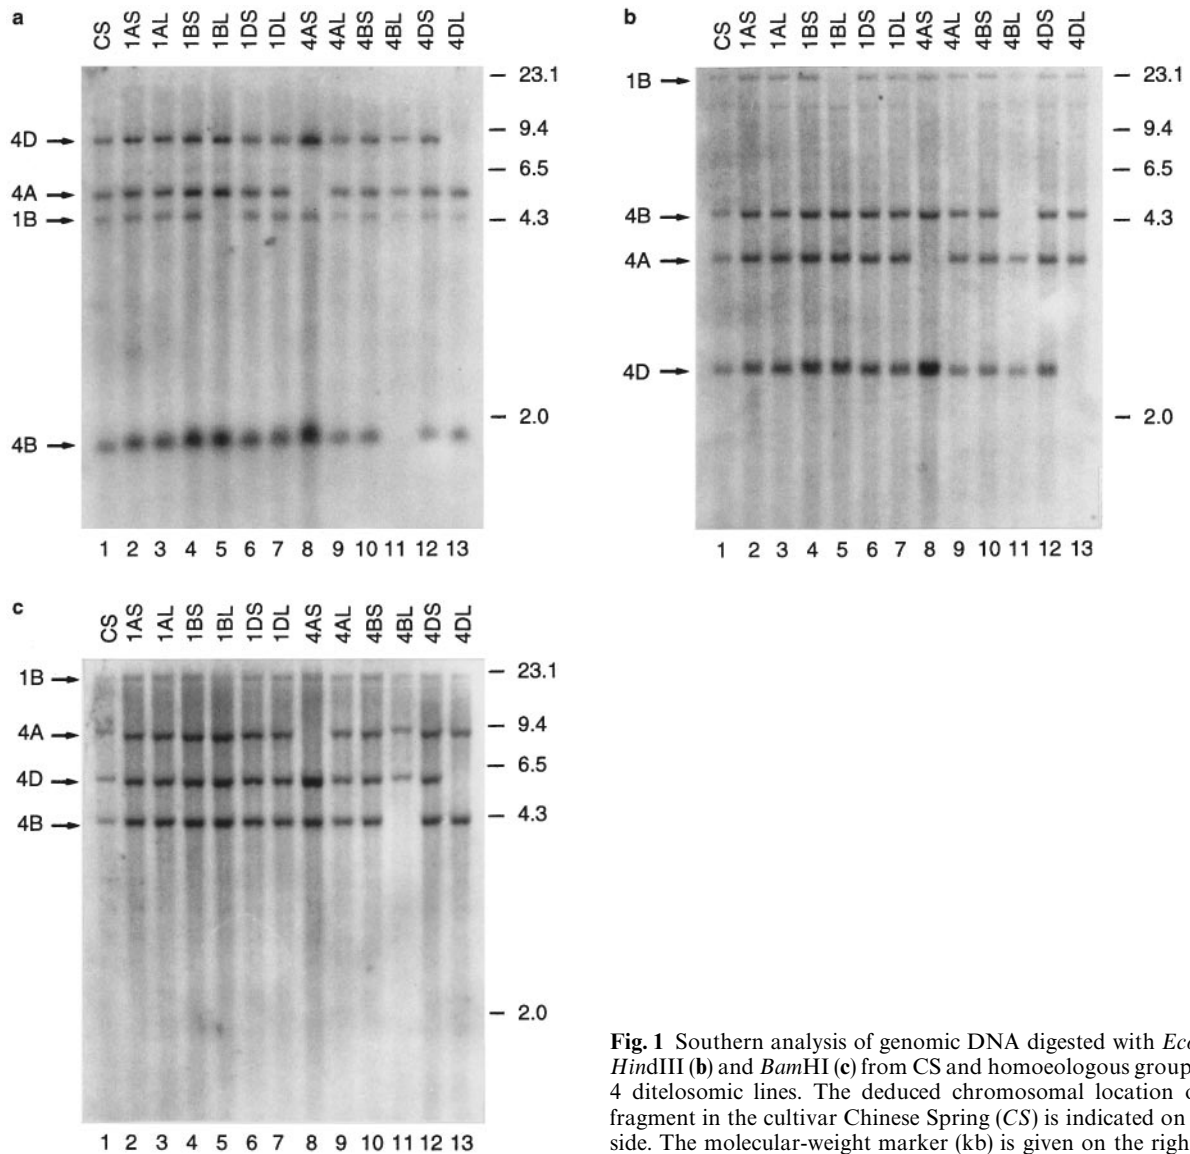 a
CS 1AS 1AL 1BS 1BL 1DS 1DL 4AS 4AL 4BS 4BL 4DS 4DL
23.1
9.4
4D
6.5
4A
1B
4.3
2.0
4B
1 2 3 4 5 6 7 8 9 10 11 12 13
b
CS 1AS 1AL 1BS 1BL 1DS 1DL 4AS 4AL 4BS 4BL 4DS 4DL
1B
23.1
9.4
6.5
4B
4.3
4A
4D
2.0
1 2 3 4 5 6 7 8 9 10 11 12 13
c
CS 1AS 1AL 1BS 1BL 1DS 1DL 4AS 4AL 4BS 4BL 4DS 4DL
1B
23.1
9.4
4A
6.5
4D
4.3
4B
2.0
1 2 3 4 5 6 7 8 9 10 11 12 13
Fig. 1 Southern analysis of genomic DNA digested with
HindIII (b) and BamHI (c) from CS and homoeologous group
4 ditelosomic lines. The deduced chromosomal location
fragment in the cultivar Chinese Spring (CS) is indicated on
side. The molecular-weight marker (kb) is given on the righ